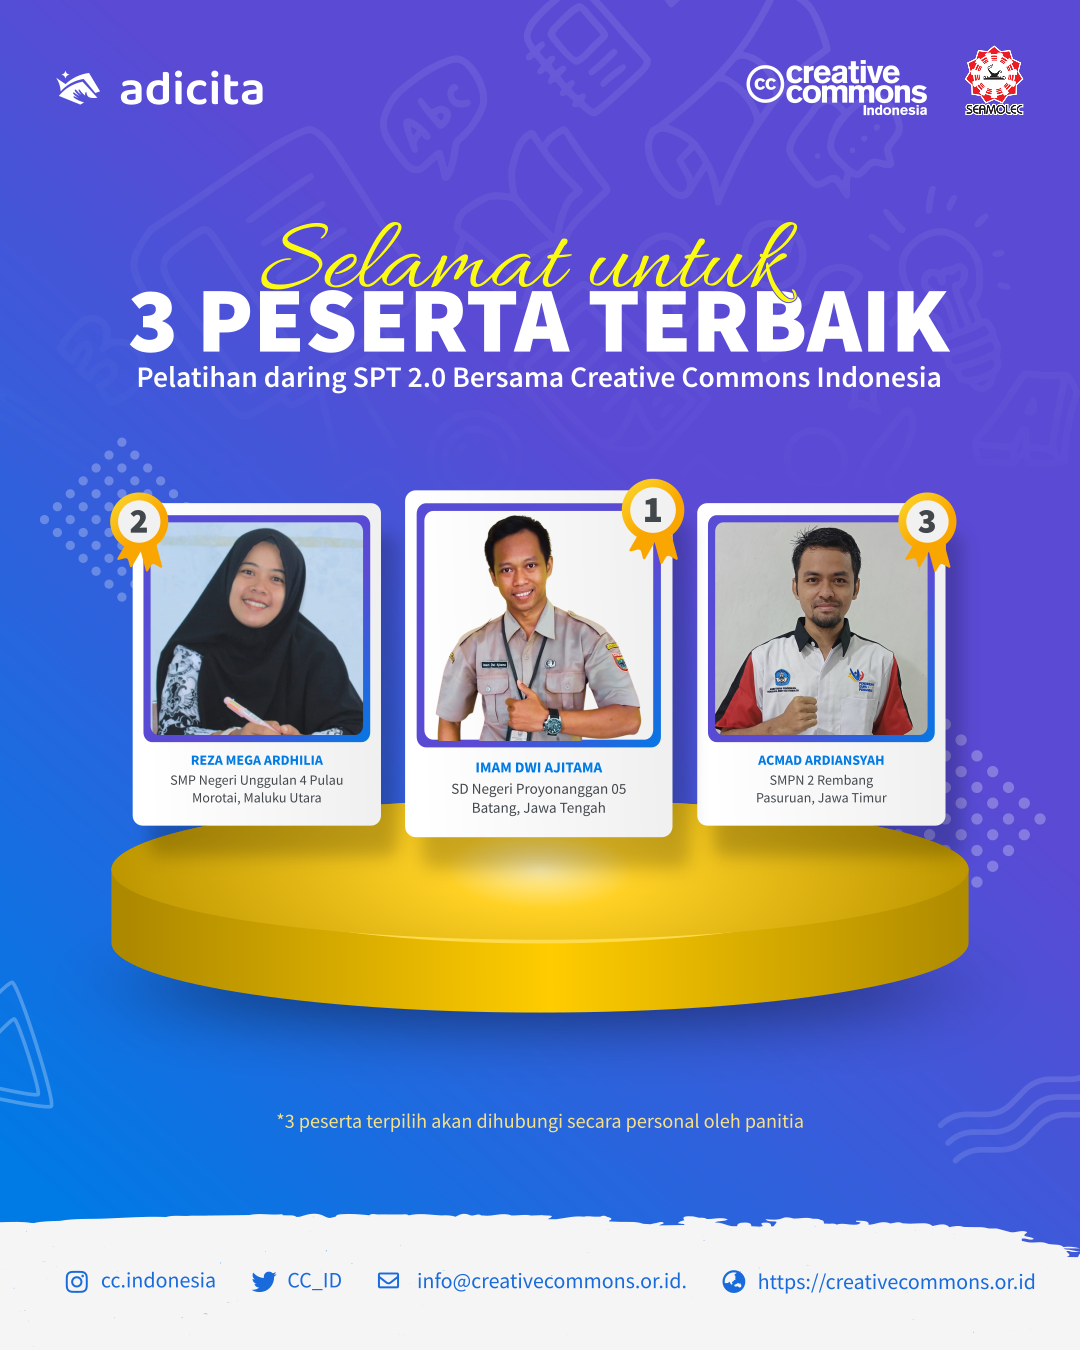 adicita
cc creative commons
Indonesia
SEAMOLEC
Selamat untuk
3 PESERTA TERBAIK
Pelatihan daring SPT 2.0 Bersama Creative Commons Indonesia
2
REZA MEGA ARDHILIA
SMP Negeri Unggulan 4 Pulau
Morotai, Maluku Utara
1
IMAM DWI AJITAMA
SD Negeri Proyonanggan 05
Batang, Jawa Tengah
3
ACMAD ARDIANSYAH
SMPN 2 Rembang
Pasuruan, Jawa Timur
*3 peserta terpilih akan dihubungi secara personal oleh panitia
cc.indonesia
CC_ID
info@creativecommons.or.id.
https://creativecommons.or.id